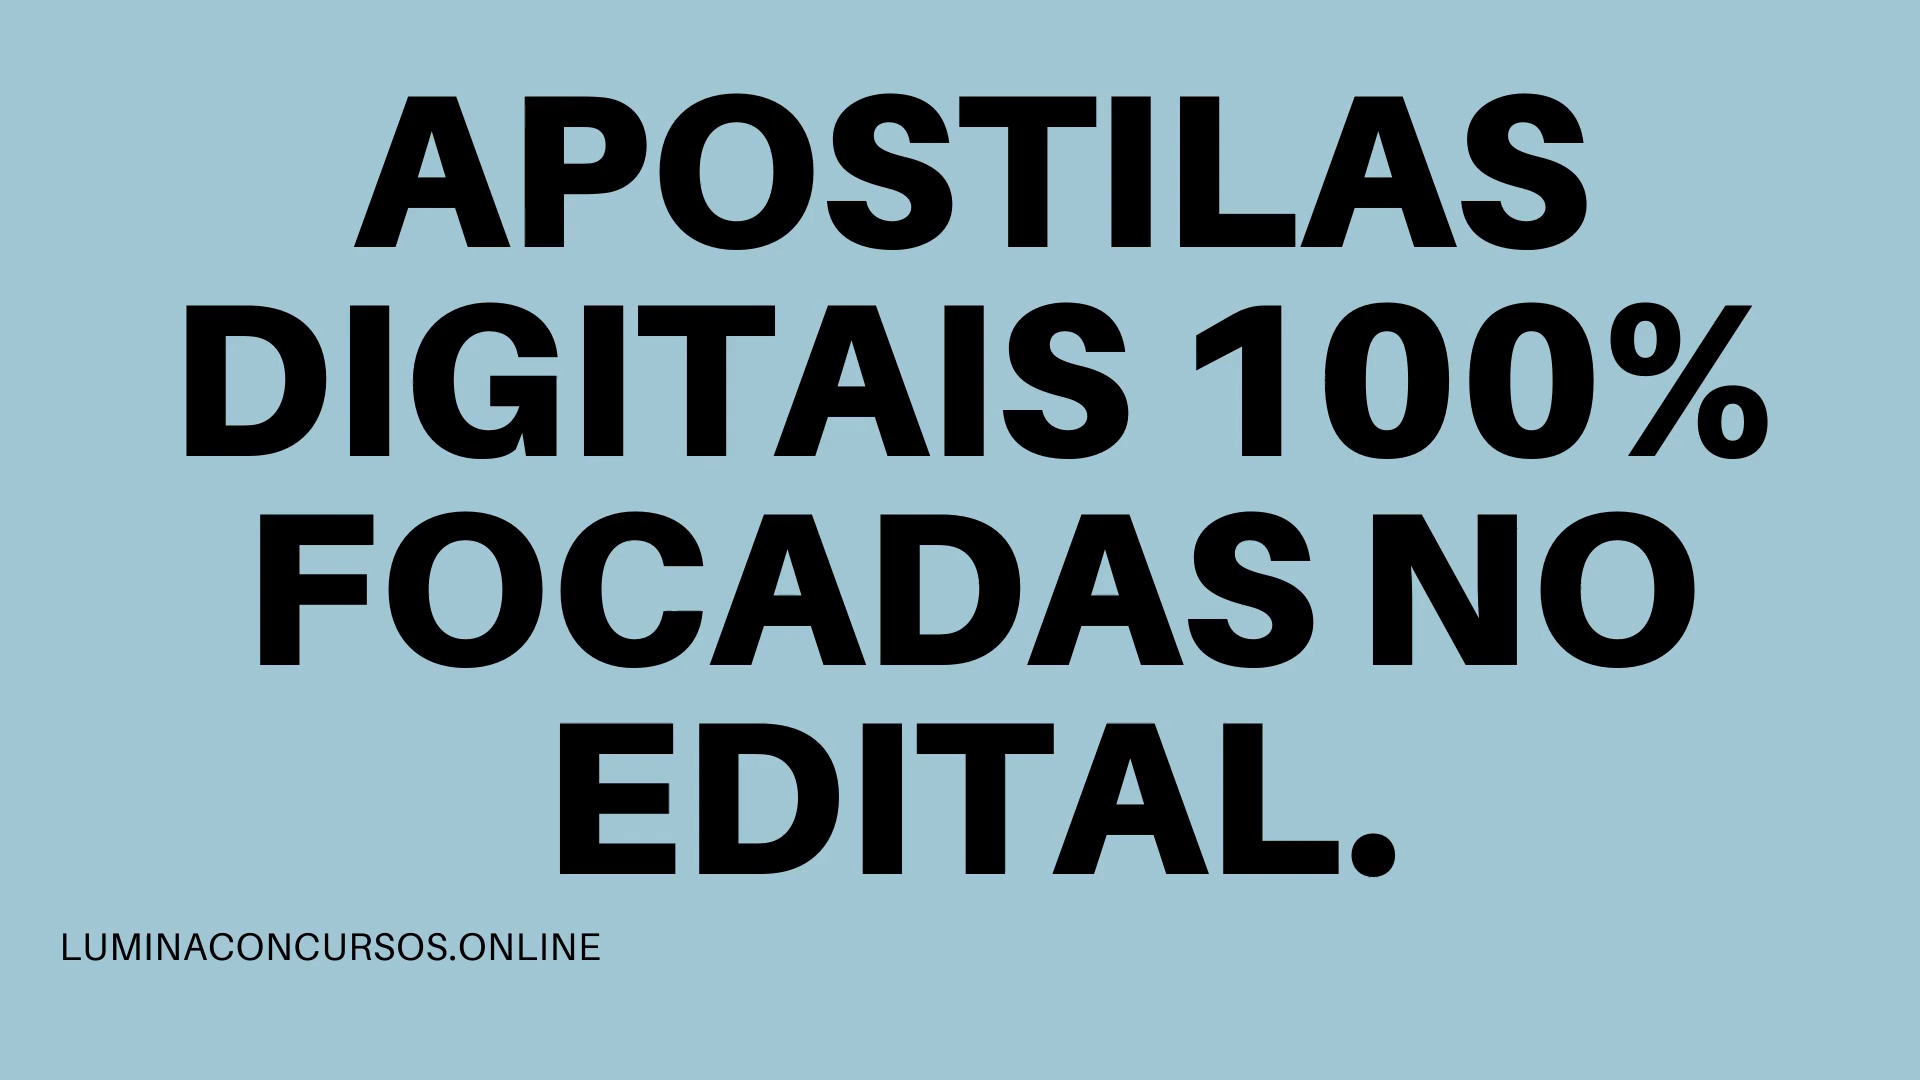 APOSTILAS
DIGITAIS 100%
FOCADAS NO
EDITAL.
LUMINACONCURSOS.ONLINE